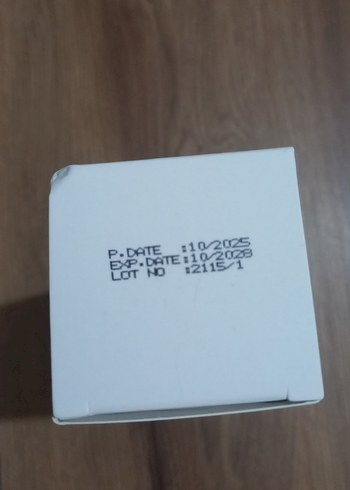 P.DATE :10/2025
EXP.DATE:10/2028
LOT NO :2115/1